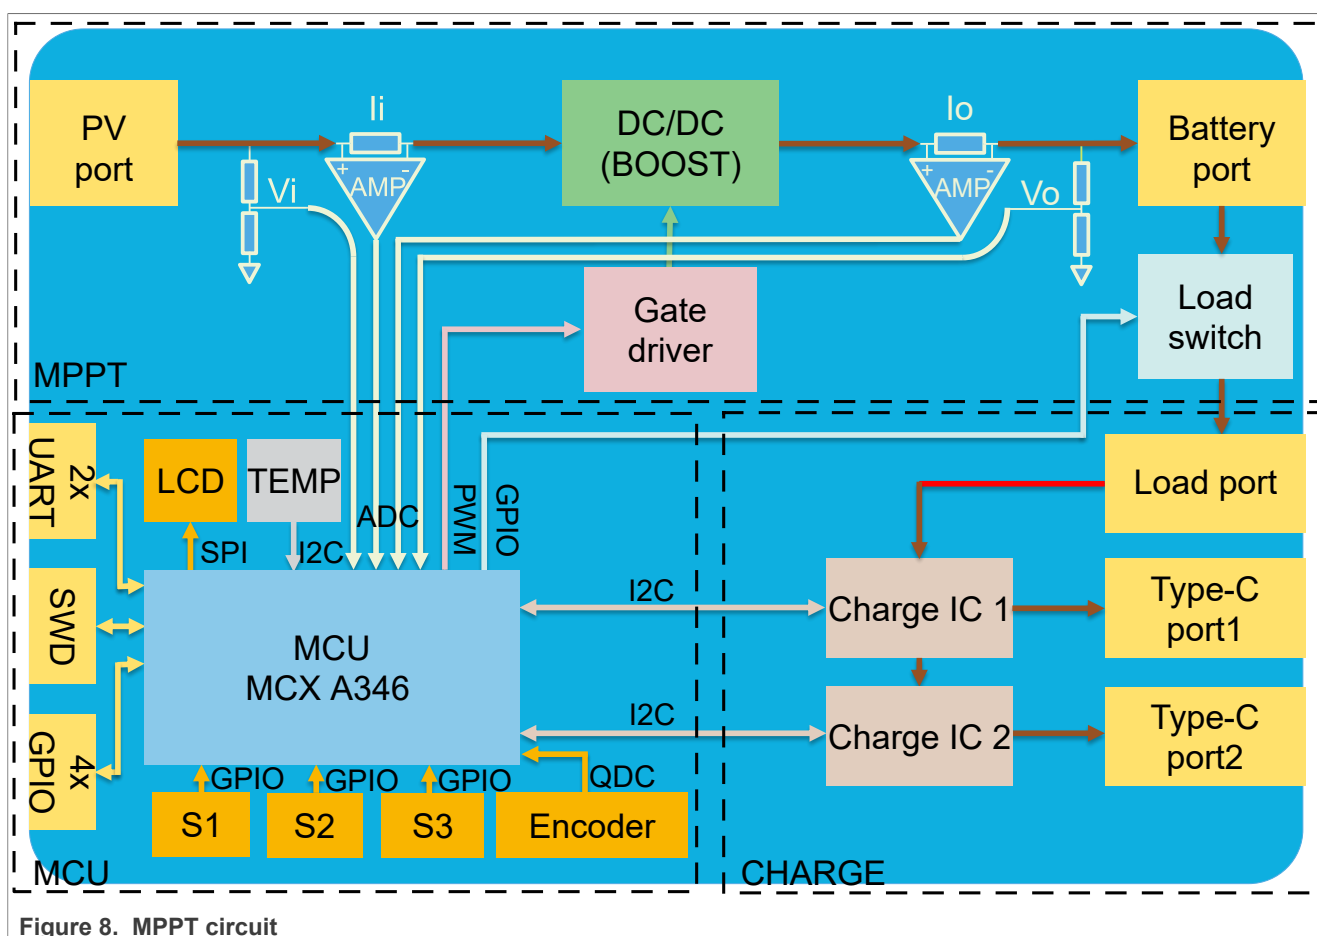 Ii
Io
PV
port
DC/DC
(BOOST)
Battery
port
+ -
AMP
+ -
AMP
Vi
Vo
Gate
driver
Load
switch
MPPT
2x
UART
LCD
TEMP
ADC
PWM
GPIO
Load port
SPI
I2C
SWD
MCU
MCX A346
I2C
Charge IC 1
Type-C
port1
4x
GPIO
I2C
Charge IC 2
Type-C
port2
GPIO
GPIO
GPIO
QDC
S1
S2
S3
Encoder
MCU
CHARGE
Figure 8. MPPT circuit